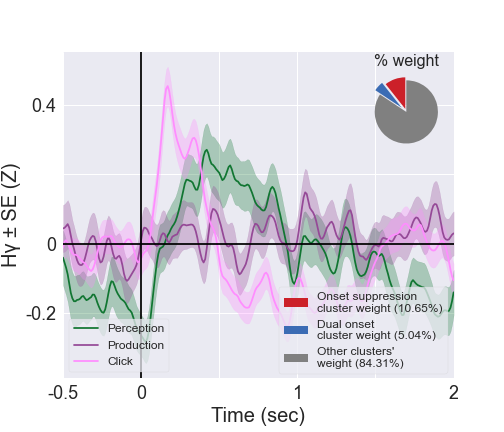 % weight
0.4
0
-0.2
Hγ ± SE (Z)
Perception
Production
Click
Onset suppression
cluster weight (10.65%)
Dual onset
cluster weight (5.04%)
Other clusters'
weight (84.31%)
-0.5
0
1
2
Time (sec)